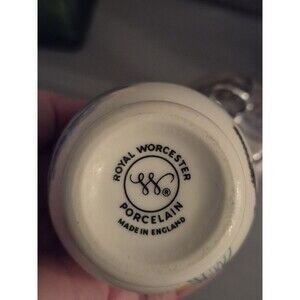 ROYAL WORCESTER
W®
PORCELAIN
MADE IN ENGLAND